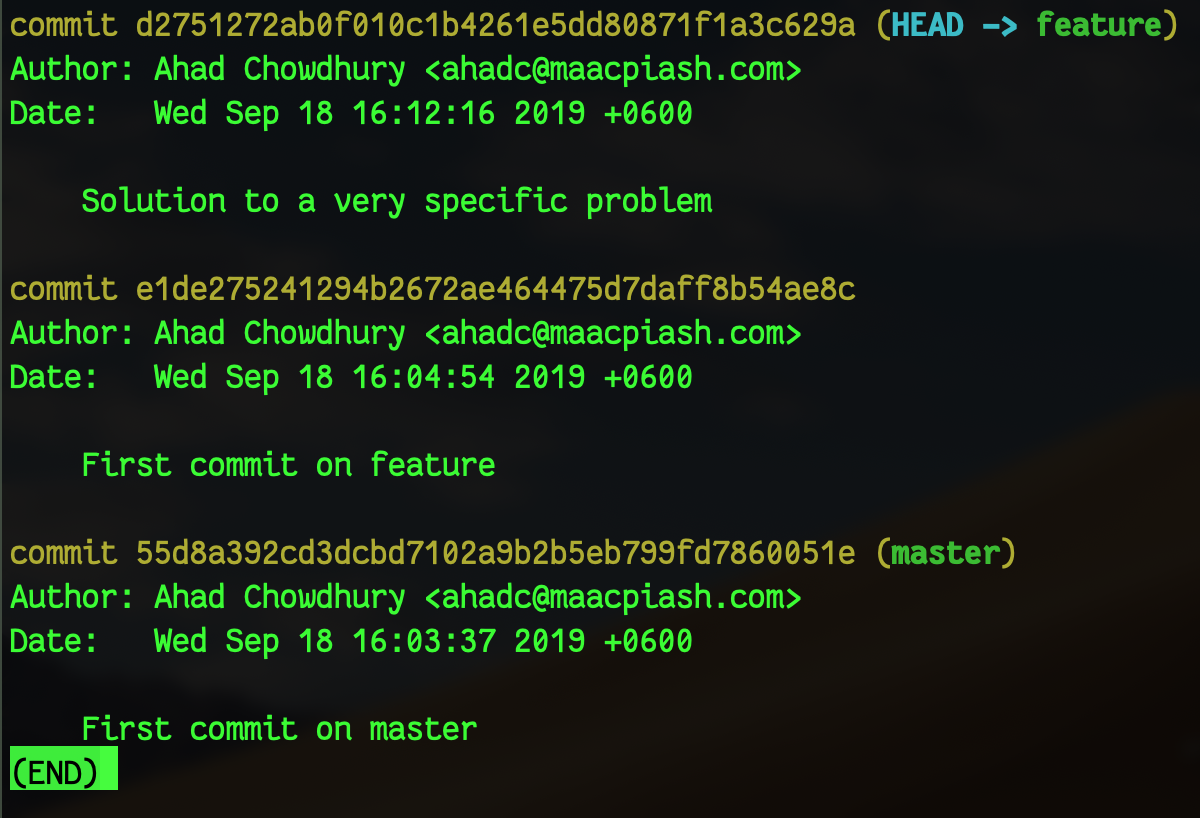 commit d2751272ab0f010c1b4261e5dd80871f1a3c629a (HEAD -> feature)
Author: Ahad Chowdhury <ahadc@maacpiash.com>
Date:   Wed Sep 18 16:12:16 2019 +0600
Solution to a very specific problem
commit e1de275241294b2672ae464475d7daff8b54ae8c
Author: Ahad Chowdhury <ahadc@maacpiash.com>
Date:   Wed Sep 18 16:04:54 2019 +0600
First commit on feature
commit 55d8a392cd3dcbd7102a9b2b5eb799fd7860051e (master)
Author: Ahad Chowdhury <ahadc@maacpiash.com>
Date:   Wed Sep 18 16:03:37 2019 +0600
First commit on master
(END)